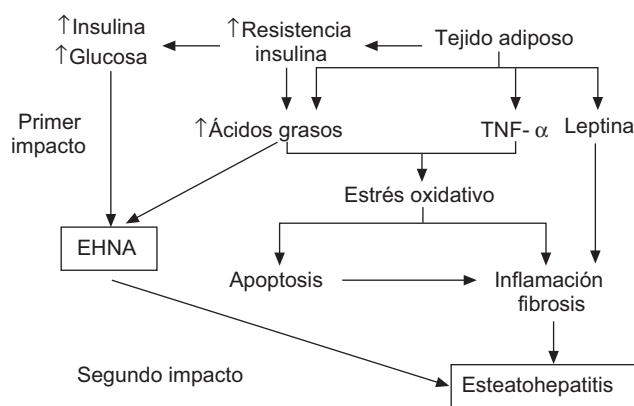 ↑Insulina
↑Glucosa
↑Resistencia
insulina
Tejido adiposo
Primer
impacto
↑Ácidos grasos
TNF- α
Leptina
Estrés oxidativo
EHNA
Apoptosis
Inflamación
fibrosis
Segundo impacto
Esteatohepatitis